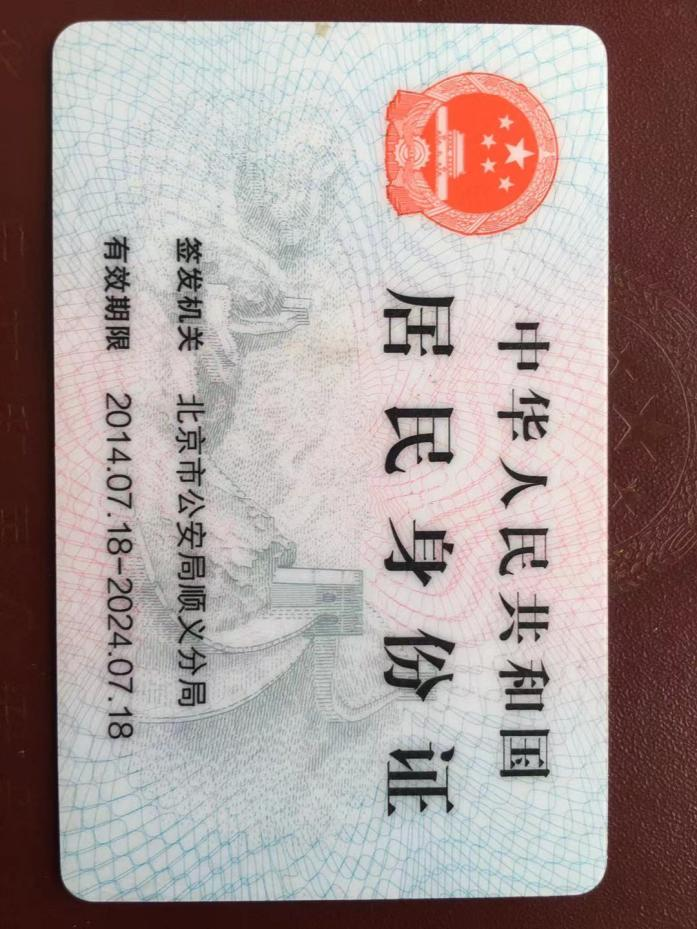 中华人民共和国
居民身份证
签发机关 北京市公安局顺义分局
有效期限 2014.07.18-2024.07.18